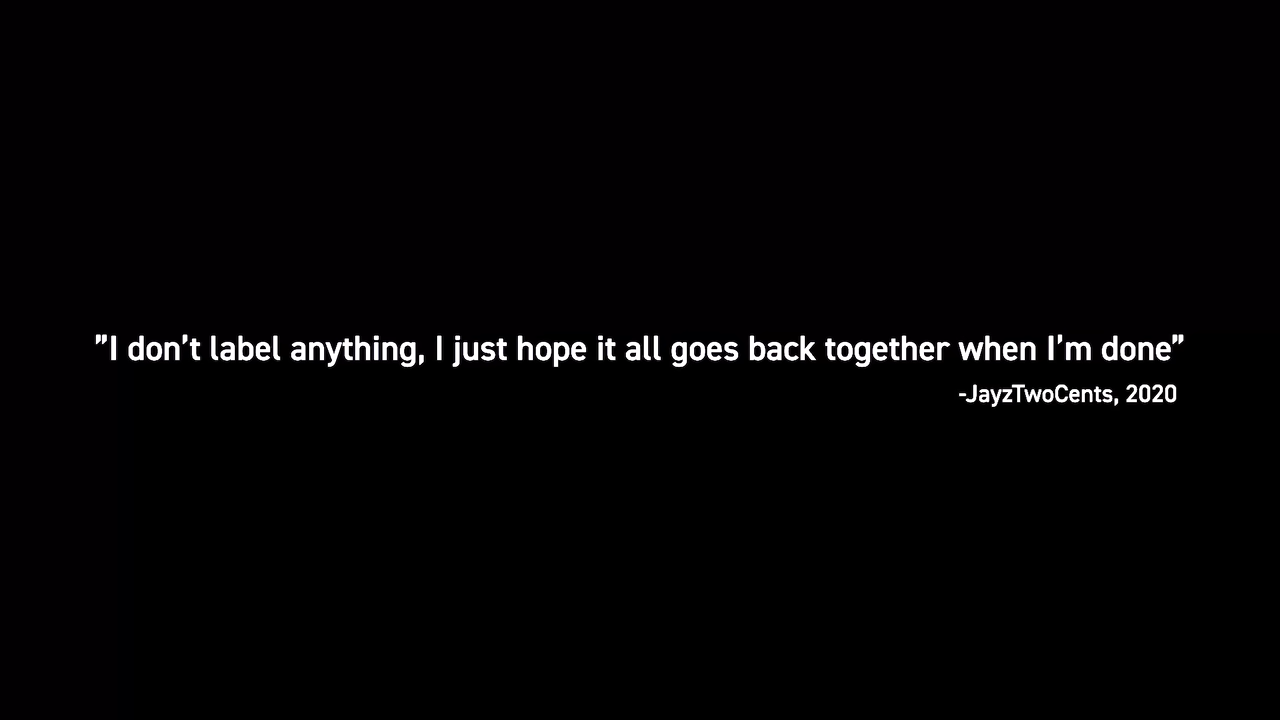 ”I don’t label anything, I just hope it all goes back together when I’m done”
-JayzTwoCents, 2020